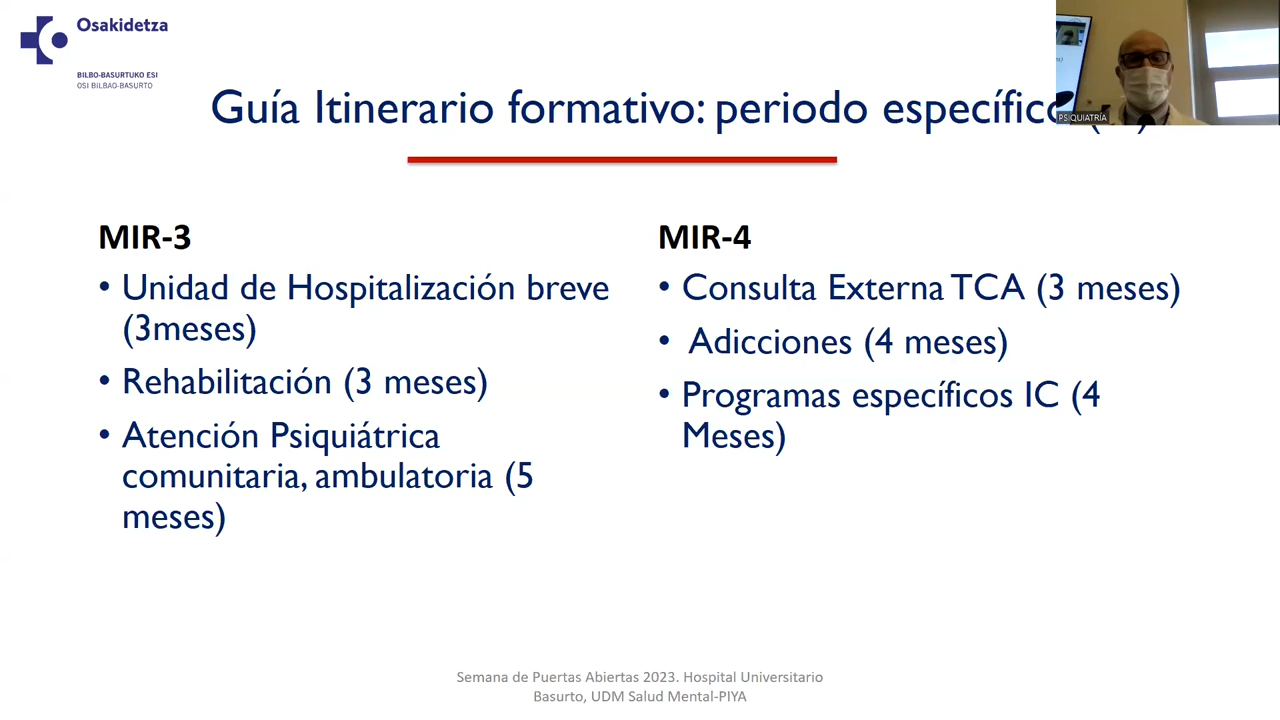 Osakidetza
BILBO-BASURTUKO ESI
OSI BILBAO-BASURTO
Guía Itinerario formativo: periodo específico
PSIQUIATRÍA
MIR-3
• Unidad de Hospitalización breve
(3meses)
• Rehabilitación (3 meses)
• Atención Psiquiátrica
comunitaria, ambulatoria (5
meses)
MIR-4
• Consulta Externa TCA (3 meses)
• Adicciones (4 meses)
• Programas específicos IC (4
Meses)
Semana de Puertas Abiertas 2023. Hospital Universitario
Basurto, UDM Salud Mental-PIYA